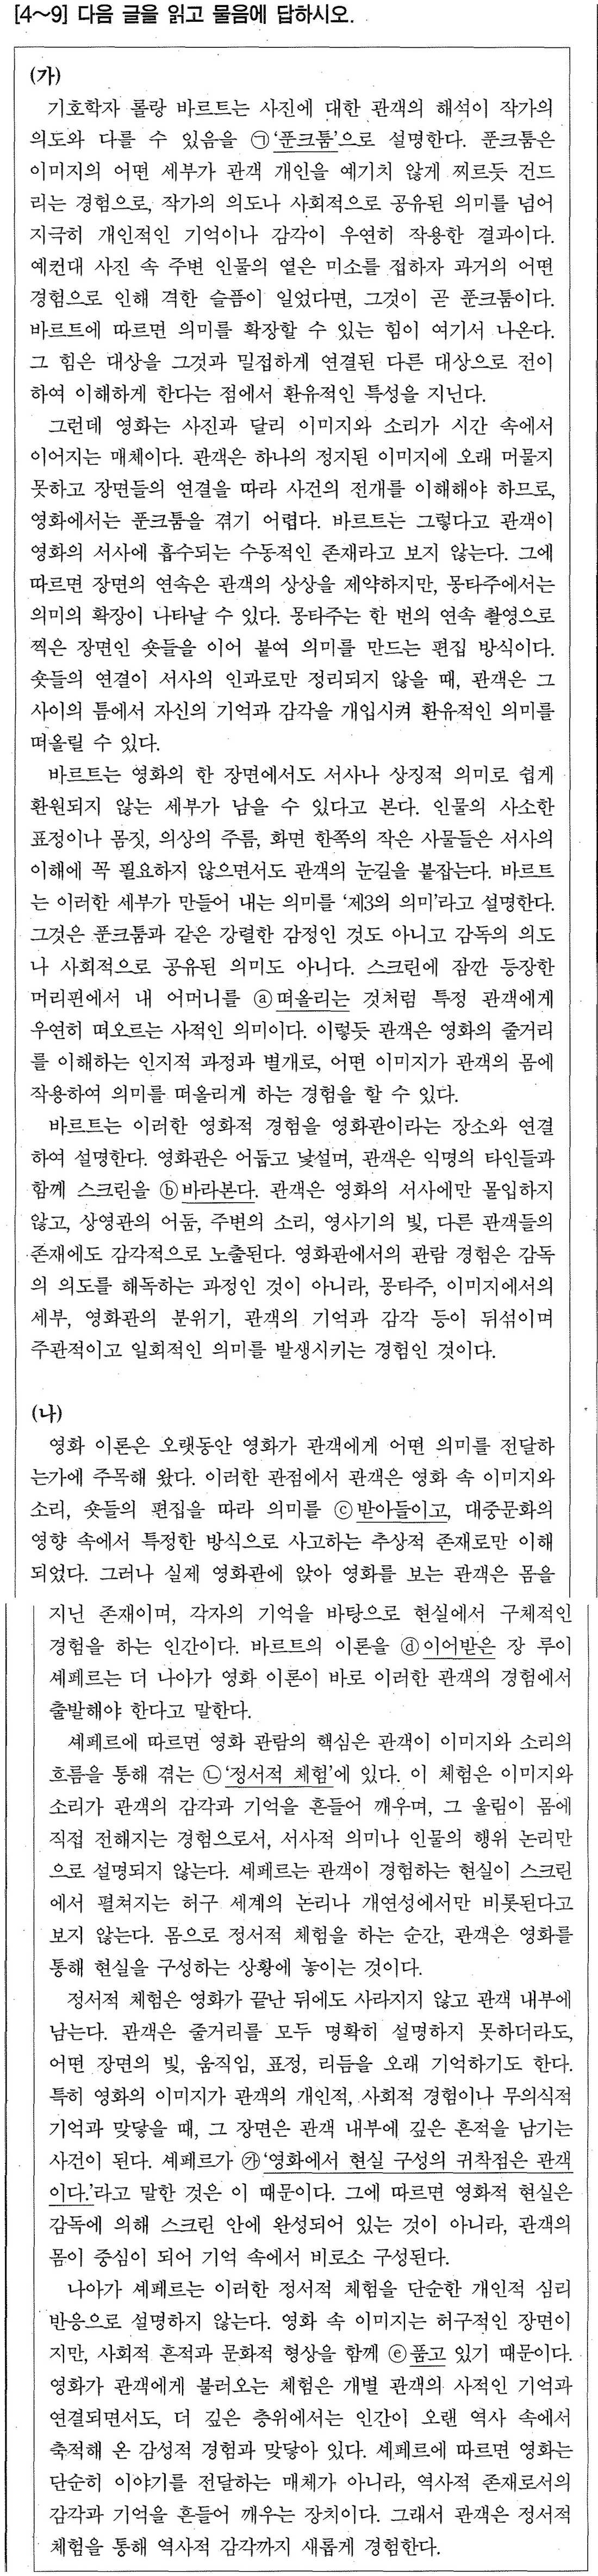 [4～9] 다음 글을 읽고 물음에 답하시오.
(가)
기호학자 롤랑 바르트는 사진에 대한 관객의 해석이 작가의
의도와 다를 수 있음을 ㉠‘푼크툼’으로 설명한다. 푼크툼은
이미지의 어떤 세부가 관객 개인을 예기치 않게 찌르듯 건드
리는 경험으로, 작가의 의도나 사회적으로 공유된 의미를 넘어
지극히 개인적인 기억이나 감각이 우연히 작용한 결과이다.
예컨대 사진 속 주변 인물의 옅은 미소를 접하자 과거의 어떤
경험으로 인해 격한 슬픔이 일었다면, 그것이 곧 푼크툼이다.
바르트에 따르면 의미를 확장할 수 있는 힘이 여기서 나온다.
그 힘은 대상을 그것과 밀접하게 연결된 다른 대상으로 전이
하여 이해하게 한다는 점에서 환유적인 특성을 지닌다.
그런데 영화는 사진과 달리 이미지와 소리가 시간 속에서
이어지는 매체이다. 관객은 하나의 정지된 이미지에 오래 머물지
못하고 장면들의 연결을 따라 사건의 전개를 이해해야 하므로,
영화에서는 푼크툼을 겪기 어렵다. 바르트는 그렇다고 관객이
영화의 서사에 흡수되는 수동적인 존재라고 보지 않는다. 그에
따르면 장면의 연속은 관객의 상상을 제약하지만, 몽타주에서는
의미의 확장이 나타날 수 있다. 몽타주는 한 번의 연속 촬영으로
찍은 장면인 숏들을 이어 붙여 의미를 만드는 편집 방식이다.
숏들의 연결이 서사의 인과로만 정리되지 않을 때, 관객은 그
사이의 틈에서 자신의 기억과 감각을 개입시켜 환유적인 의미를
떠올릴 수 있다.
바르트는 영화의 한 장면에서도 서사나 상징적 의미로 쉽게
환원되지 않는 세부가 남을 수 있다고 본다. 인물의 사소한
표정이나 몸짓, 의상의 주름, 화면 한쪽의 작은 사물들은 서사의
이해에 꼭 필요하지 않으면서도 관객의 눈길을 붙잡는다. 바르트
는 이러한 세부가 만들어 내는 의미를 ‘제3의 의미’라고 설명한다.
그것은 푼크툼과 같은 강렬한 감정인 것도 아니고 감독의 의도
나 사회적으로 공유된 의미도 아니다. 스크린에 잠깐 등장한
머리핀에서 내 어머니를 ⓐ떠올리는 것처럼 특정 관객에게
우연히 떠오르는 사적인 의미이다. 이렇듯 관객은 영화의 줄거리
를 이해하는 인지적 과정과 별개로, 어떤 이미지가 관객의 몸에
작용하여 의미를 떠올리게 하는 경험을 할 수 있다.
바르트는 이러한 영화적 경험을 영화관이라는 장소와 연결
하여 설명한다. 영화관은 어둡고 낯설며, 관객은 익명의 타인들과
함께 스크린을 ⓑ바라본다. 관객은 영화의 서사에만 몰입하지
않고, 상영관의 어둠, 주변의 소리, 영사기의 빛, 다른 관객들의
존재에도 감각적으로 노출된다. 영화관에서의 관람 경험은 감독
의 의도를 해독하는 과정인 것이 아니라, 몽타주, 이미지에서의
세부, 영화관의 분위기, 관객의 기억과 감각 등이 뒤섞이며
주관적이고 일회적인 의미를 발생시키는 경험인 것이다.
(나)
영화 이론은 오랫동안 영화가 관객에게 어떤 의미를 전달하
는가에 주목해 왔다. 이러한 관점에서 관객은 영화 속 이미지와
소리, 숏들의 편집을 따라 의미를 ⓒ받아들이고, 대중문화의
영향 속에서 특정한 방식으로 사고하는 추상적 존재로만 이해
되었다. 그러나 실제 영화관에 앉아 영화를 보는 관객은 몸을
지닌 존재이며, 각자의 기억을 바탕으로 현실에서 구체적인
경험을 하는 인간이다. 바르트의 이론을 ⓓ이어받은 장 루이
셰페르는 더 나아가 영화 이론이 바로 이러한 관객의 경험에서
출발해야 한다고 말한다.
셰페르에 따르면 영화 관람의 핵심은 관객이 이미지와 소리의
흐름을 통해 겪는 ㉡‘정서적 체험’에 있다. 이 체험은 이미지와
소리가 관객의 감각과 기억을 흔들어 깨우며, 그 울림이 몸에
직접 전해지는 경험으로서, 서사적 의미나 인물의 행위 논리만
으로 설명되지 않는다. 셰페르는 관객이 경험하는 현실이 스크린
에서 펼쳐지는 허구 세계의 논리나 개연성에서만 비롯된다고
보지 않는다. 몸으로 정서적 체험을 하는 순간, 관객은 영화를
통해 현실을 구성하는 상황에 놓이는 것이다.
정서적 체험은 영화가 끝난 뒤에도 사라지지 않고 관객 내부에
남는다. 관객은 줄거리를 모두 명확히 설명하지 못하더라도,
어떤 장면의 빛, 움직임, 표정, 리듬을 오래 기억하기도 한다.
특히 영화의 이미지가 관객의 개인적, 사회적 경험이나 무의식적
기억과 맞닿을 때, 그 장면은 관객 내부에 깊은 흔적을 남기는
사건이 된다. 셰페르가 ㉮‘영화에서 현실 구성의 귀착점은 관객
이다.’라고 말한 것은 이 때문이다. 그에 따르면 영화적 현실은
감독에 의해 스크린 안에 완성되어 있는 것이 아니라, 관객의
몸이 중심이 되어 기억 속에서 비로소 구성된다.
나아가 셰페르는 이러한 정서적 체험을 단순한 개인적 심리
반응으로 설명하지 않는다. 영화 속 이미지는 허구적인 장면이
지만, 사회적 흔적과 문화적 형상을 함께 ⓔ품고 있기 때문이다.
영화가 관객에게 불러오는 체험은 개별 관객의 사적인 기억과
연결되면서도, 더 깊은 층위에서는 인간이 오랜 역사 속에서
축적해 온 감성적 경험과 맞닿아 있다. 셰페르에 따르면 영화는
단순히 이야기를 전달하는 매체가 아니라, 역사적 존재로서의
감각과 기억을 흔들어 깨우는 장치이다. 그래서 관객은 정서적
체험을 통해 역사적 감각까지 새롭게 경험한다.